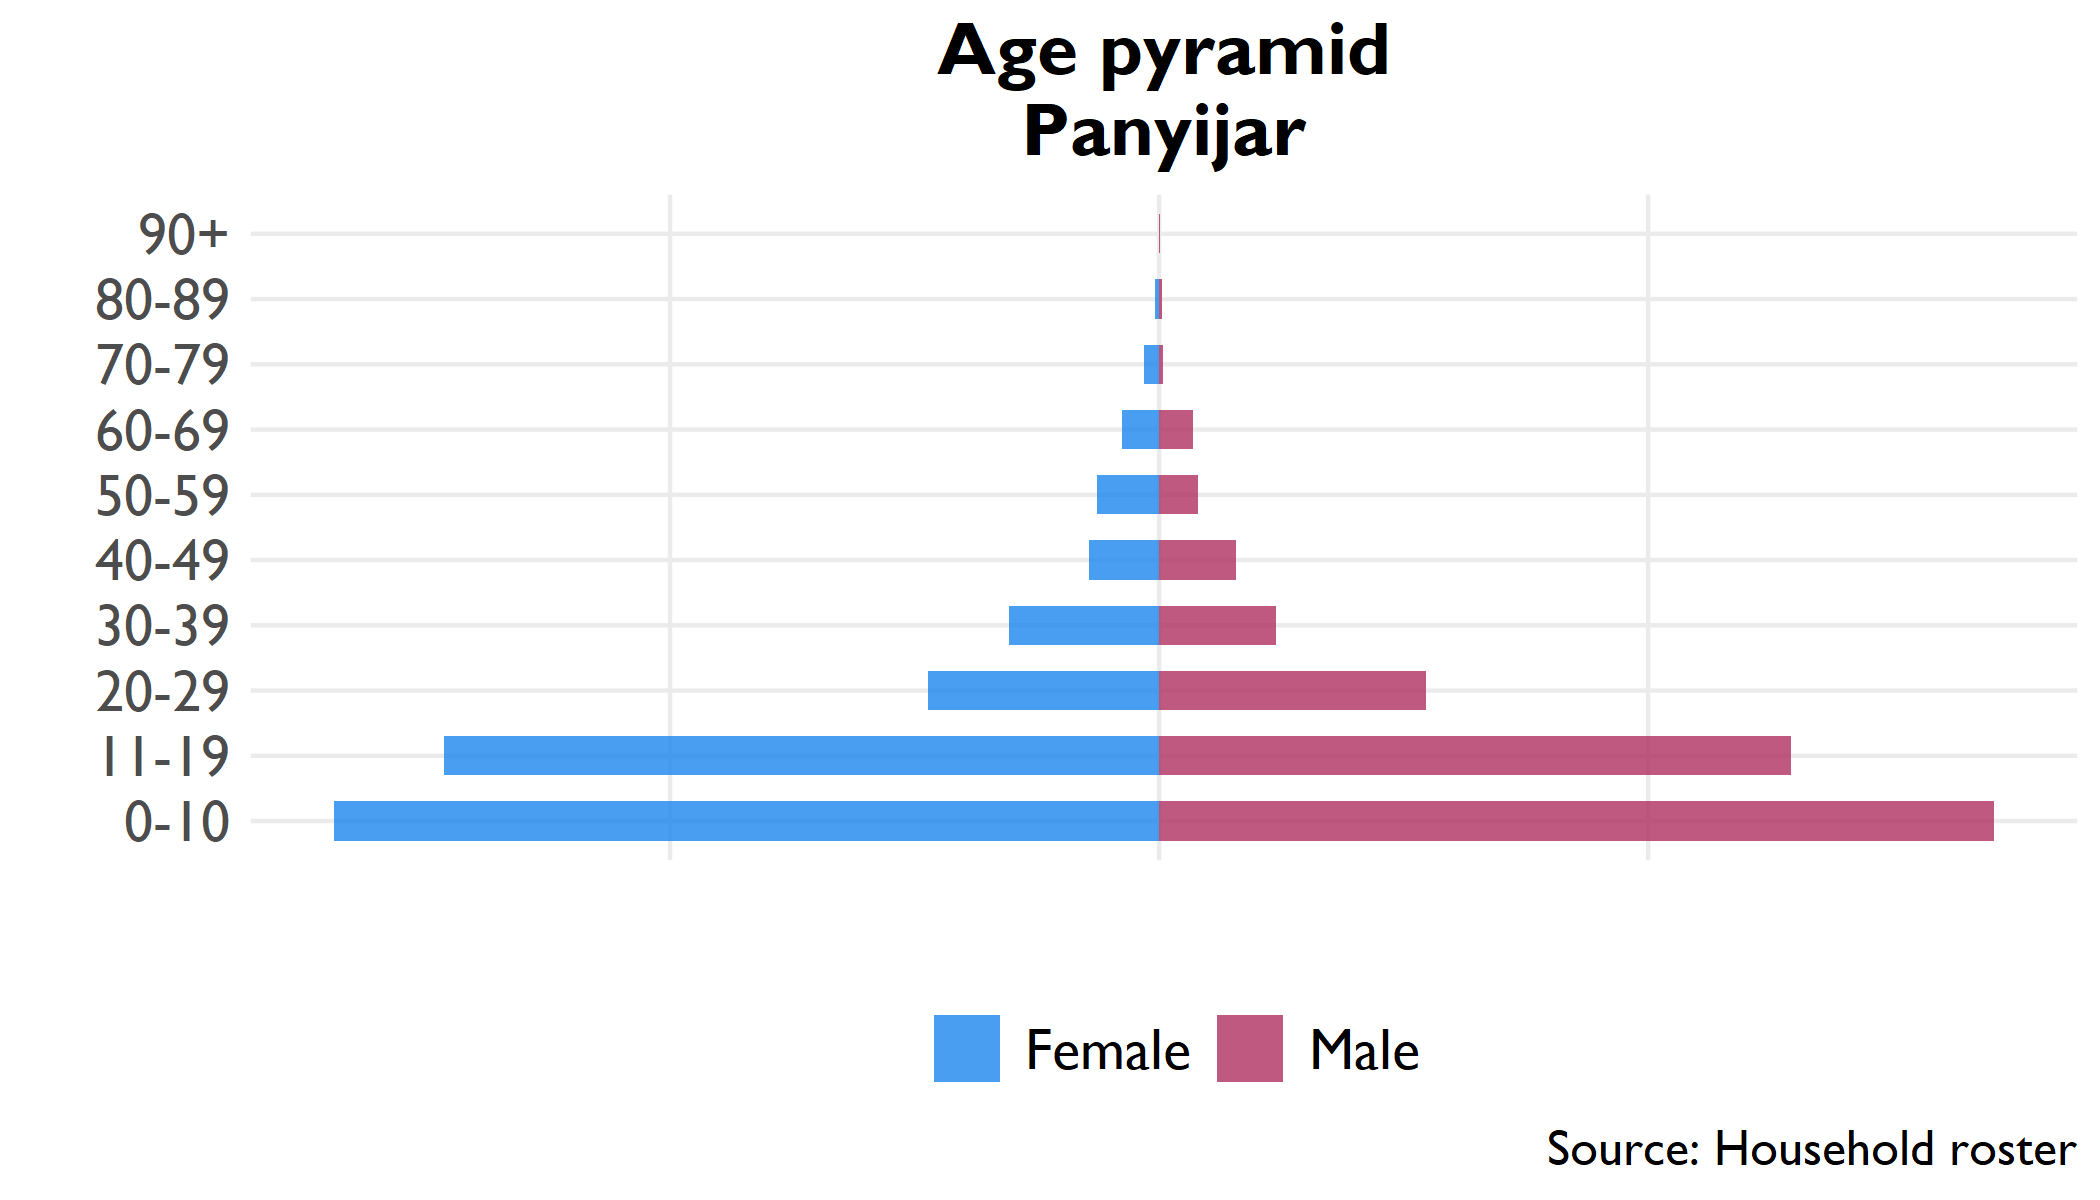 Age pyramid
Panyijar
90+
80-89
70-79
60-69
50-59
40-49
30-39
20-29
11-19
0-10
Female Male
Source: Household roster